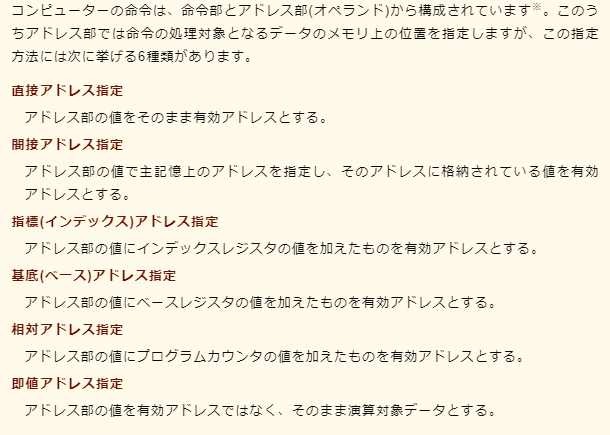 コンピューターの命令は、命令部とアドレス部(オペランド)から構成されています※。このう
ちアドレス部では命令の処理対象となるデータのメモリ上の位置を指定しますが、この指定
方法には次に挙げる6種類があります。
直接アドレス指定
アドレス部の値をそのまま有効アドレスとする。
間接アドレス指定
アドレス部の値で主記憶上のアドレスを指定し、そのアドレスに格納されている値を有効
アドレスとする。
指標(インデックス)アドレス指定
アドレス部の値にインデックスレジスタの値を加えたものを有効アドレスとする。
基底(ベース)アドレス指定
アドレス部の値にベースレジスタの値を加えたものを有効アドレスとする。
相対アドレス指定
アドレス部の値にプログラムカウンタの値を加えたものを有効アドレスとする。
即値アドレス指定
アドレス部の値を有効アドレスではなく、そのまま演算対象データとする。